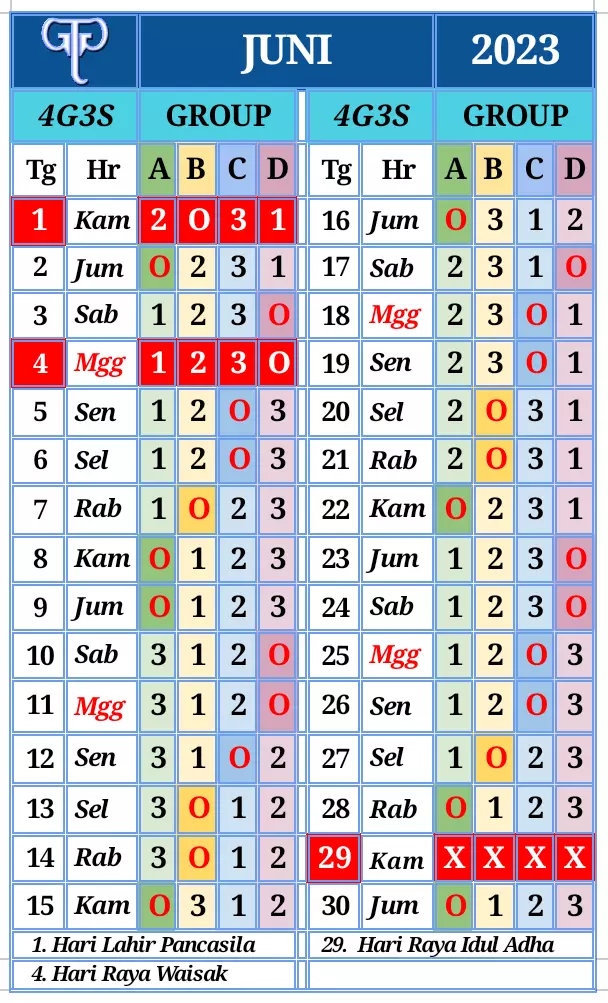 JUNI 2023
4G3S GROUP 4G3S GROUP
Tg Hr A B C D Tg Hr A B C D
1 Kam 2 O 3 1 16 Jum O 3 1 2
2 Jum O 2 3 1 17 Sab 2 3 1 O
3 Sab 1 2 3 O 18 Mgg 2 3 O 1
4 Mgg 1 2 3 O 19 Sen 2 3 O 1
5 Sen 1 2 O 3 20 Sel 2 O 3 1
6 Sel 1 2 O 3 21 Rab 2 O 3 1
7 Rab 1 O 2 3 22 Kam O 2 3 1
8 Kam O 1 2 3 23 Jum 1 2 3 O
9 Jum O 1 2 3 24 Sab 1 2 3 O
10 Sab 3 1 2 O 25 Mgg 1 2 O 3
11 Mgg 3 1 2 O 26 Sen 1 2 O 3
12 Sen 3 1 O 2 27 Sel 1 O 2 3
13 Sel 3 O 1 2 28 Rab O 1 2 3
14 Rab 3 O 1 2 29 Kam X X X X
15 Kam O 3 1 2 30 Jum O 1 2 3
1. Hari Lahir Pancasila 29. Hari Raya Idul Adha
4. Hari Raya Waisak